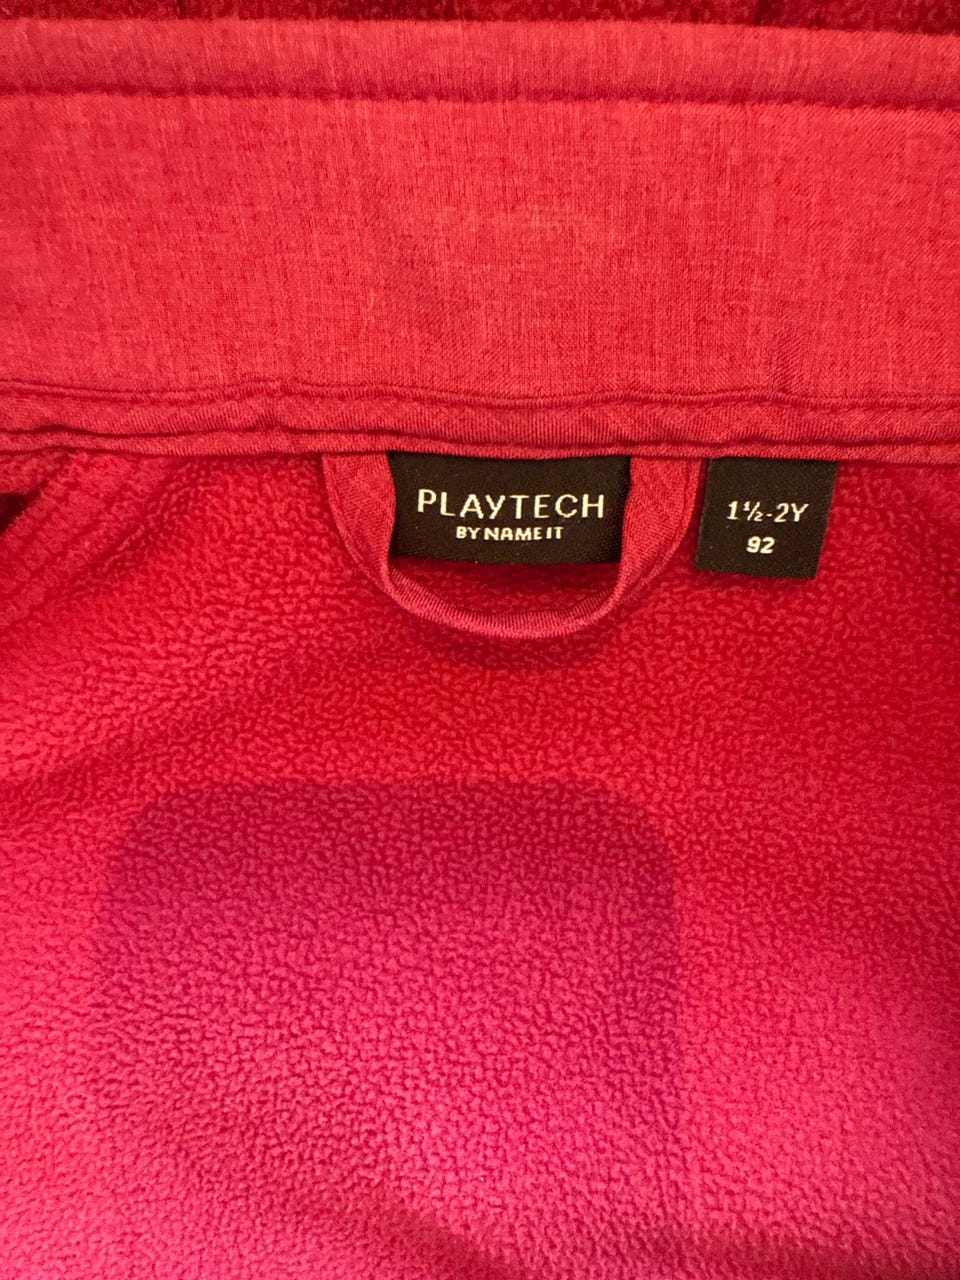 PLAYTECH
BY NAME IT
1½-2Y
92